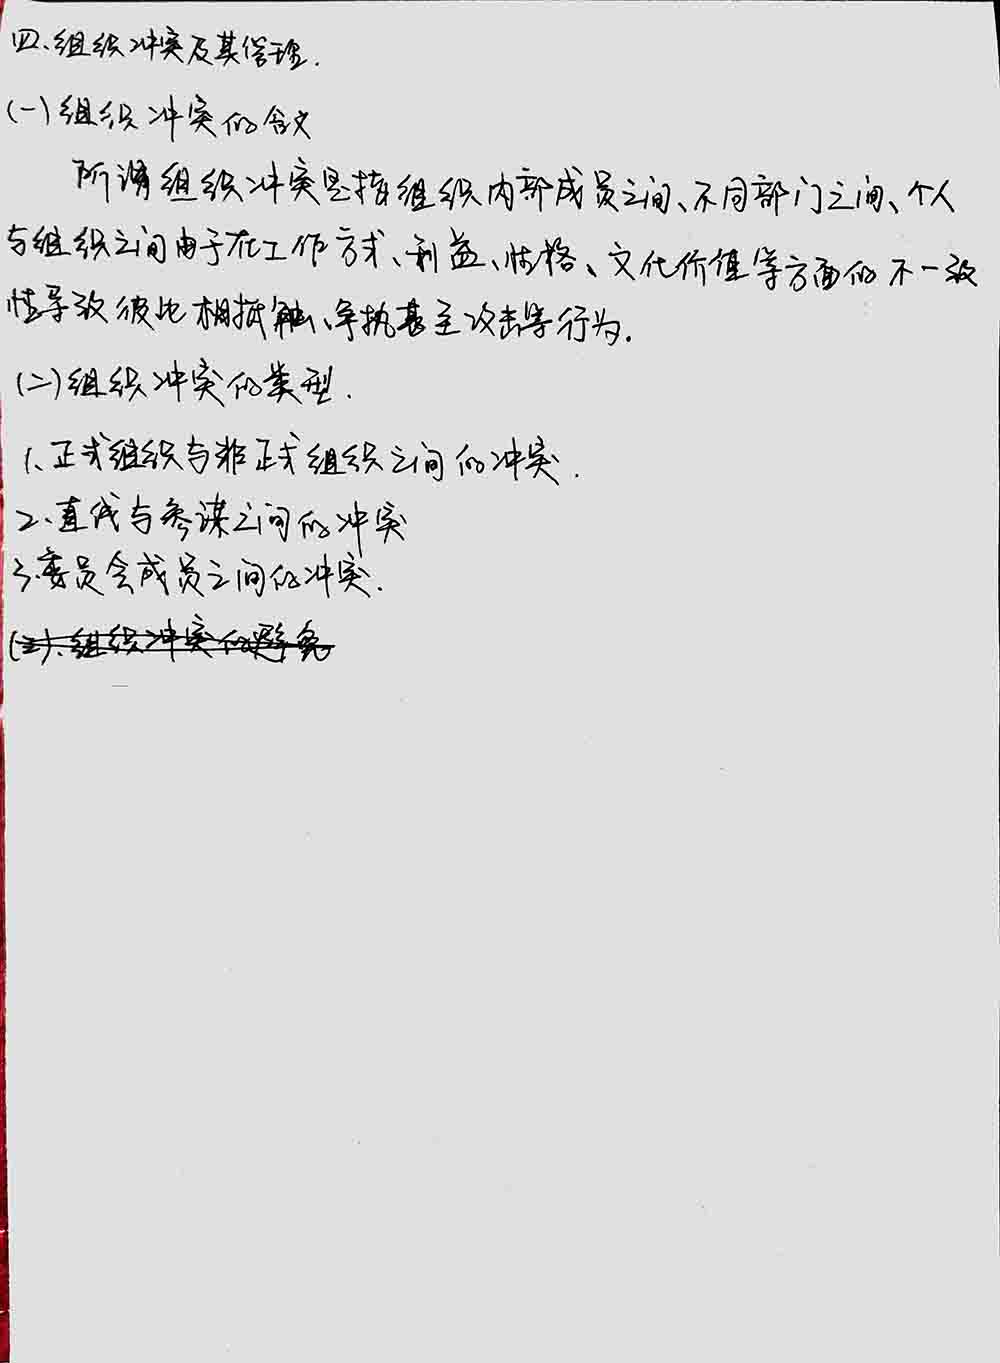 四、组织冲突及其管理.
(一)组织冲突的含义
所谓组织冲突是指组织内部成员之间、不同部门之间、个人
与组织之间由于在工作方式、利益、性格、文化价值等方面的不一致
性导致彼此相抵触、争执甚至攻击等行为.
(二)组织冲突的类型.
1、正式组织与非正式组织之间的冲突.
2、直线与参谋之间的冲突
3、委员会成员之间的冲突.
(三)、组织冲突的避免